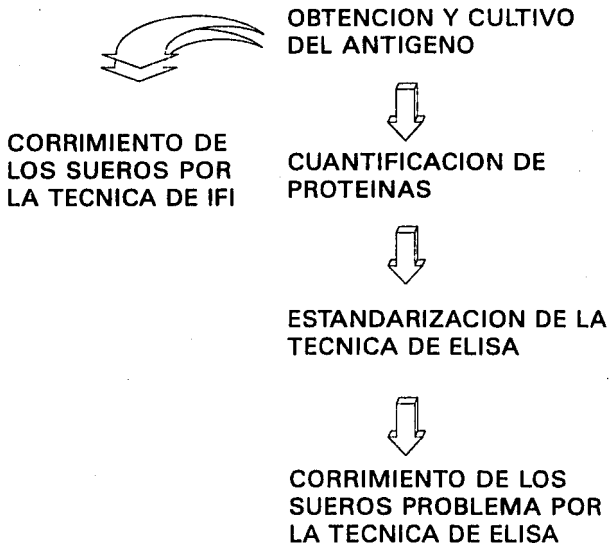 OBTENCION Y CULTIVO
DEL ANTIGENO
CORRIMIENTO DE
LOS SUEROS POR
LA TECNICA DE IFI
CUANTIFICACION DE
PROTEINAS
ESTANDARIZACION DE LA
TECNICA DE ELISA
CORRIMIENTO DE LOS
SUEROS PROBLEMA POR
LA TECNICA DE ELISA